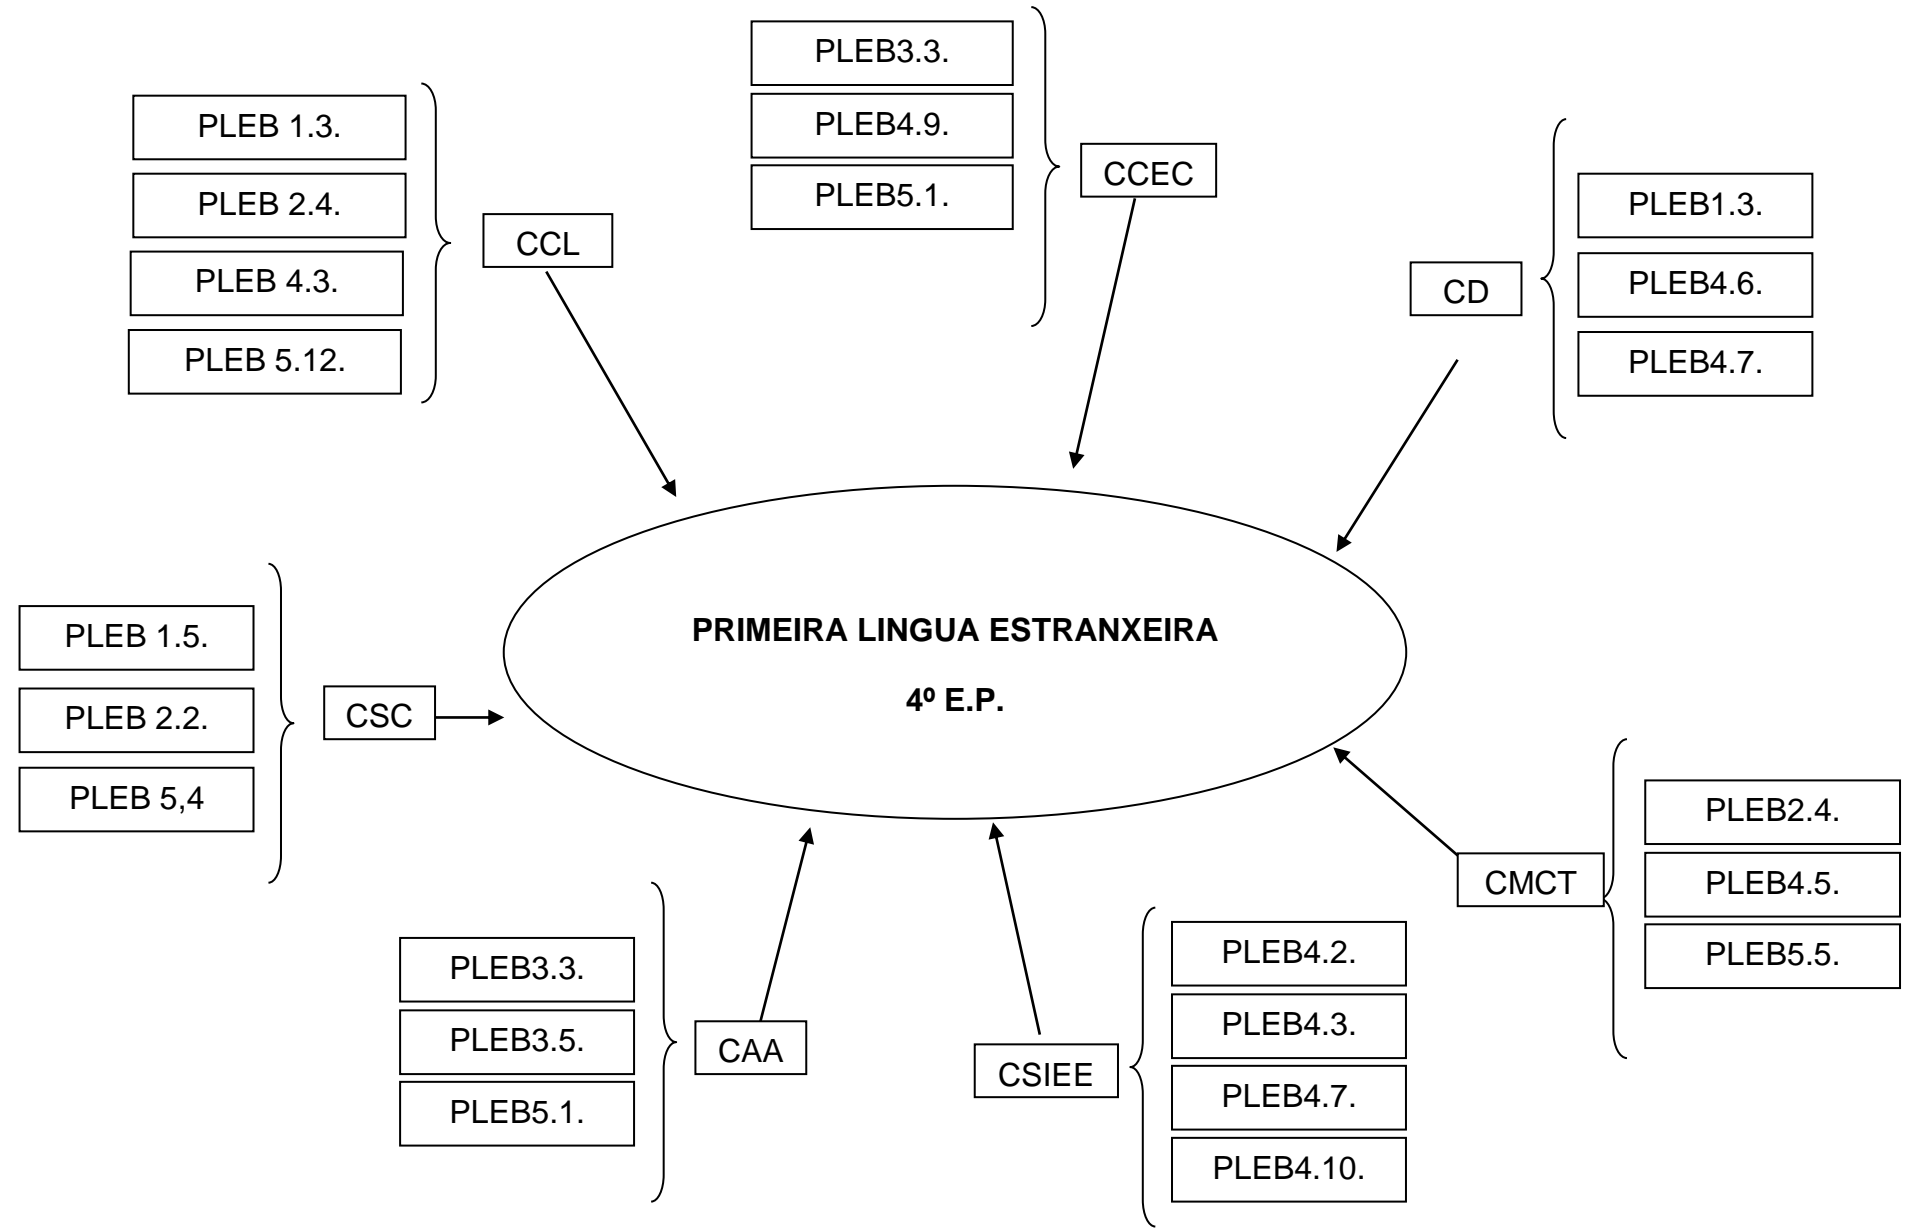 PLEB 1.3.
PLEB 2.4.
PLEB 4.3.
PLEB 5.12.
CCL
PLEB3.3.
PLEB4.9.
PLEB5.1.
CCEC
CD
PLEB1.3.
PLEB4.6.
PLEB4.7.
PRIMEIRA LINGUA ESTRANXEIRA
4º E.P.
PLEB 1.5.
PLEB 2.2.
PLEB 5,4
CSC
PLEB3.3.
PLEB3.5.
PLEB5.1.
CAA
CSIEE
PLEB4.2.
PLEB4.3.
PLEB4.7.
PLEB4.10.
CMCT
PLEB2.4.
PLEB4.5.
PLEB5.5.